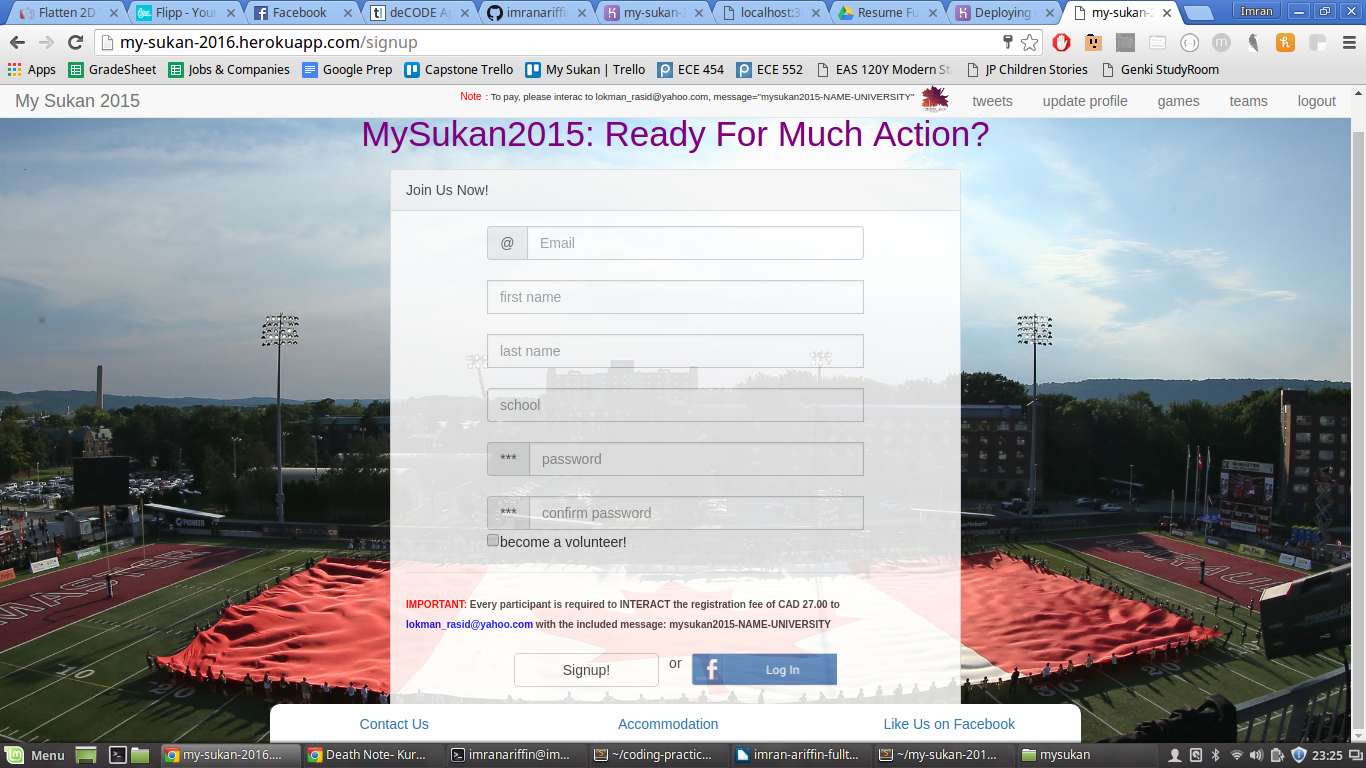 Flatten 2D
Flipp - Your
Facebook
deCODE Ap
imranariffin
my-sukan-2
localhost:30
Resume Fu
Deploying
my-sukan-2
Imran
my-sukan-2016.herokuapp.com/signup
Apps
GradeSheet
Jobs & Companies
Google Prep
Capstone Trello
My Sukan | Trello
ECE 454
ECE 552
EAS 120Y Modern St
JP Children Stories
Genki StudyRoom
My Sukan 2015
Note : To pay, please interac to lokman_rasid@yahoo.com, message="mysukan2015-NAME-UNIVERSITY"
tweets
update profile
games
teams
logout
MySukan2015: Ready For Much Action?
Join Us Now!
@ Email
first name
last name
school
*** password
*** confirm password
become a volunteer!
IMPORTANT: Every participant is required to INTERACT the registration fee of CAD 27.00 to
lokman_rasid@yahoo.com with the included message: mysukan2015-NAME-UNIVERSITY
Signup!
or
f Log In
PIONEER
Contact Us
Accommodation
Like Us on Facebook
Menu
my-sukan-2016....
Death Note- Kur...
imranariffin@im...
~/coding-practic...
imran-ariffin-fullt...
~/my-sukan-201...
mysukan
23:25